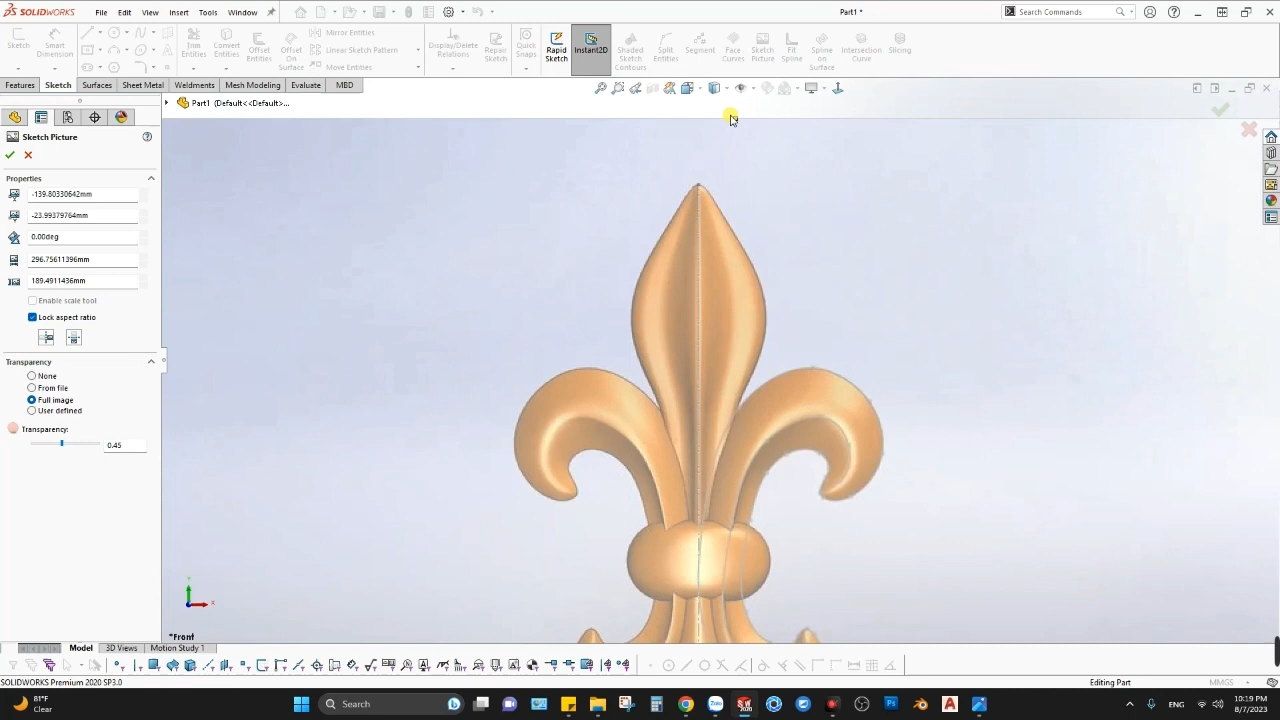 SOLIDWORKS File Edit View Insert Tools Window Part1 * Search Commands
Sketch Smart Dimension Trim Entities Convert Entities Offset Entities Offset On Surface Mirror Entities Linear Sketch Pattern Move Entities Display/Delete Relations Repair Sketch Quick Snaps Rapid Sketch Instant2D Shaded Sketch Contours Split Entities Segment Face Curves Sketch Picture Fit Spline Spline on Surface Intersection Curve Slicing
Features Sketch Surfaces Sheet Metal Weldments Mesh Modeling Evaluate MBD
Part1 (Default<<Default>...
Sketch Picture
Properties
-139.80330642mm
-23.99379764mm
0.00deg
296.75611396mm
189.4911436mm
Enable scale tool
Lock aspect ratio
Transparency
None
From file
Full image
User defined
Transparency:
0.45
Y
X
*Front
Model 3D Views Motion Study 1
SOLIDWORKS Premium 2020 SP3.0 Editing Part MMGS
81°F
Clear
Search
ENG
10:19 PM
8/7/2023